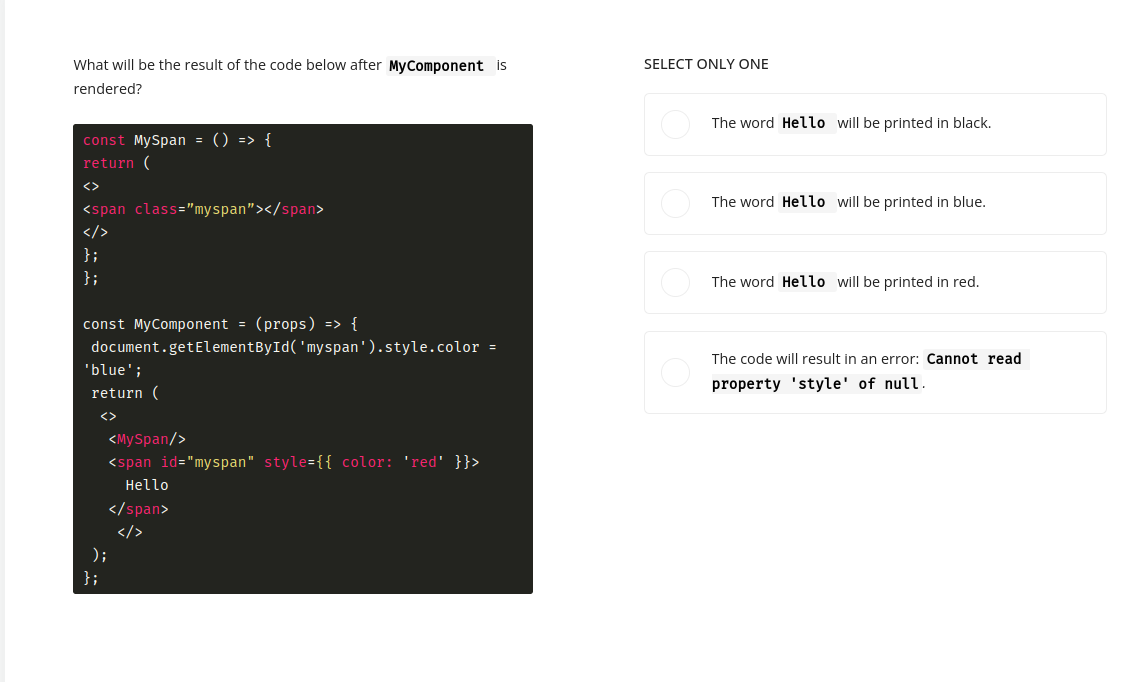 What will be the result of the code below after MyComponent is
rendered?
const MySpan = () => {
return (
<>
<span class=”myspan”></span>
</>
};
};
const MyComponent = (props) => {
document.getElementById('myspan').style.color =
'blue';
return (
<>
<MySpan/>
<span id="myspan" style={{ color: 'red' }}>
Hello
</span>
</>
);
};
SELECT ONLY ONE
The word Hello will be printed in black.
The word Hello will be printed in blue.
The word Hello will be printed in red.
The code will result in an error: Cannot read
property 'style' of null.